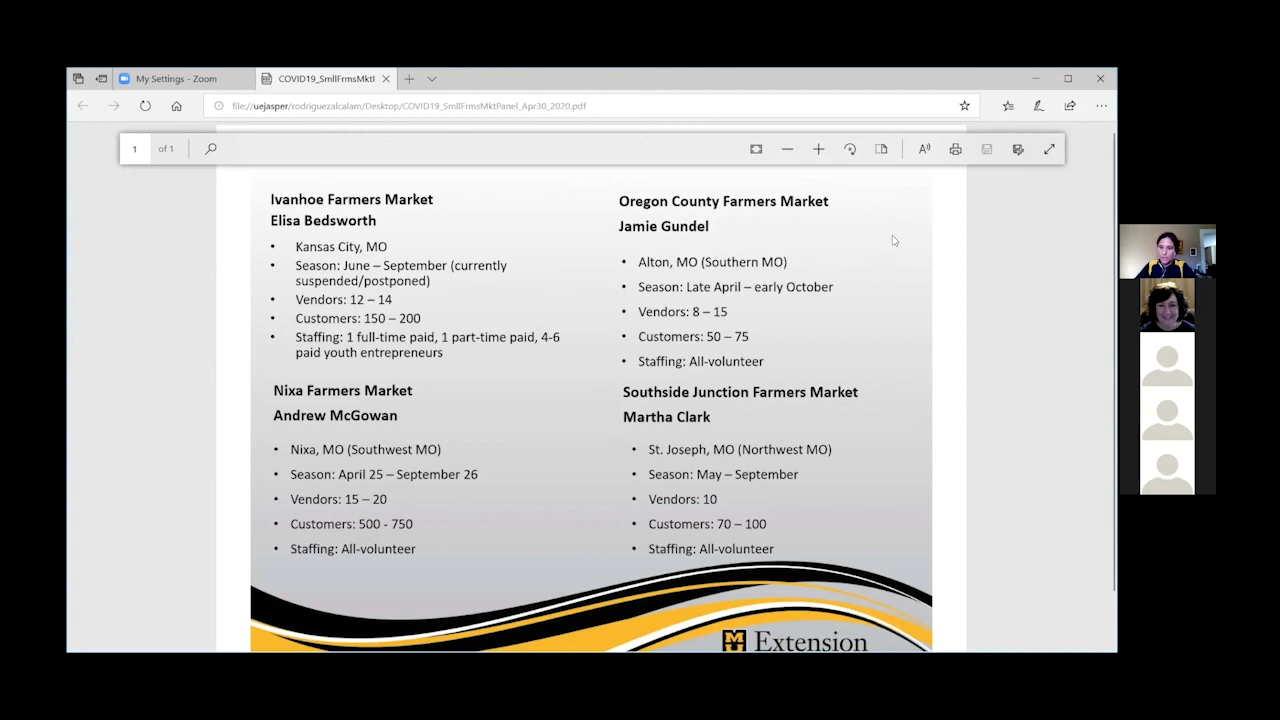 My Settings - Zoom
COVID19_SmllFrmsMktl
file://uejasper/rodriguezalcalam/Desktop/COVID19_SmllFrmsMktPanel_Apr30_2020.pdf
1 of 1
Ivanhoe Farmers Market
Elisa Bedsworth
• Kansas City, MO
• Season: June – September (currently
suspended/postponed)
• Vendors: 12 – 14
• Customers: 150 – 200
• Staffing: 1 full-time paid, 1 part-time paid, 4-6
paid youth entrepreneurs
Oregon County Farmers Market
Jamie Gundel
• Alton, MO (Southern MO)
• Season: Late April – early October
• Vendors: 8 – 15
• Customers: 50 – 75
• Staffing: All-volunteer
Nixa Farmers Market
Andrew McGowan
• Nixa, MO (Southwest MO)
• Season: April 25 – September 26
• Vendors: 15 – 20
• Customers: 500 - 750
• Staffing: All-volunteer
Southside Junction Farmers Market
Martha Clark
• St. Joseph, MO (Northwest MO)
• Season: May – September
• Vendors: 10
• Customers: 70 – 100
• Staffing: All-volunteer
Extension